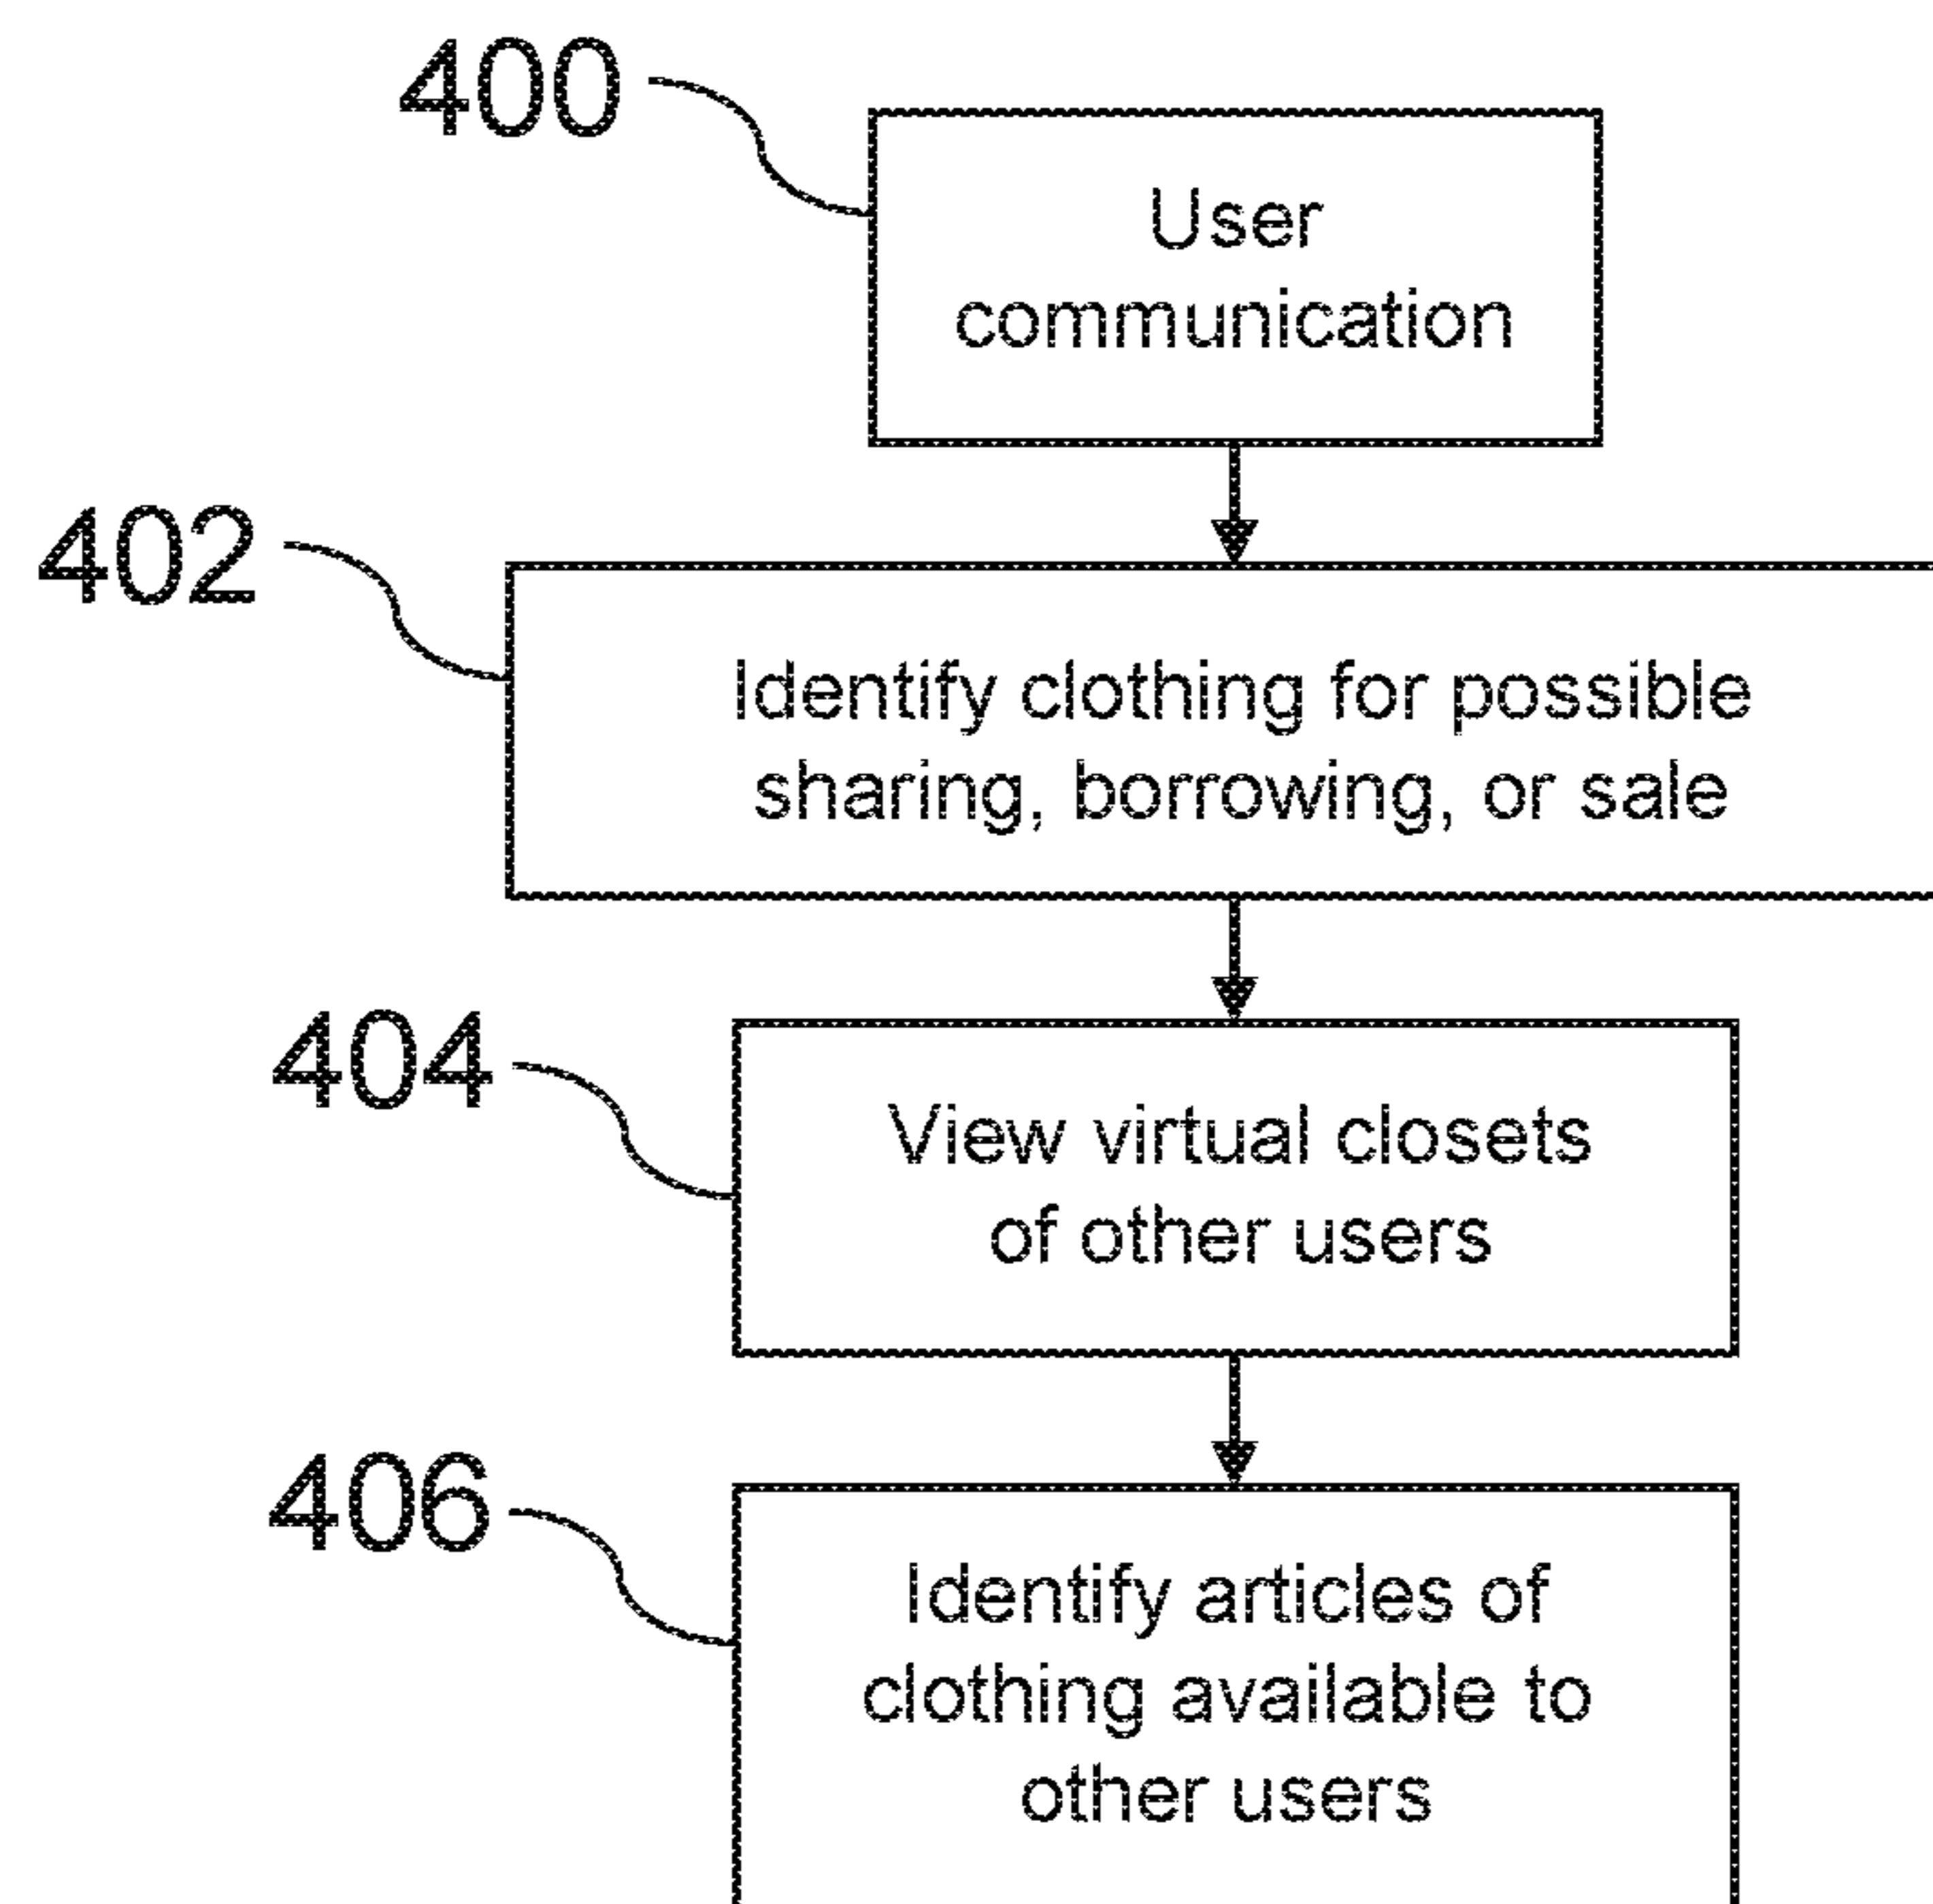 400
User
communication
402
Identify clothing for possible
sharing, borrowing, or sale
404
View virtual closets
of other users
406
Identify articles of
clothing available to
other users